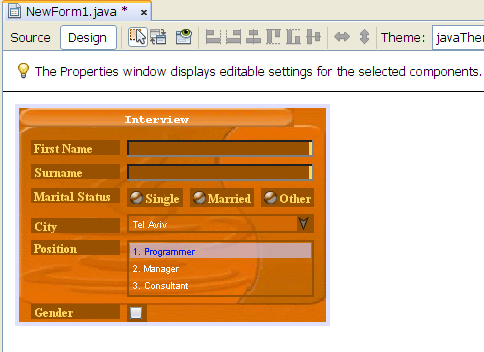 NewForm1.java *
Source Design Theme: javaThem
The Properties window displays editable settings for the selected components.
Interview
First Name
Surname
Marital Status Single Married Other
City Tel Aviv
Position 1. Programmer
2. Manager
3. Consultant
Gender